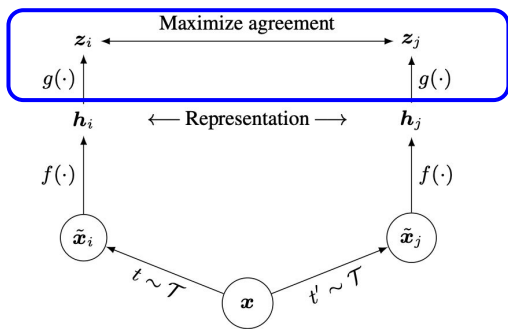 Maximize agreement
z_i z_j
g(·) g(·)
h_i ← Representation → h_j
f(·) f(·)
x̃_i x̃_j
t ∼ 𝒯 t′ ∼ 𝒯
x